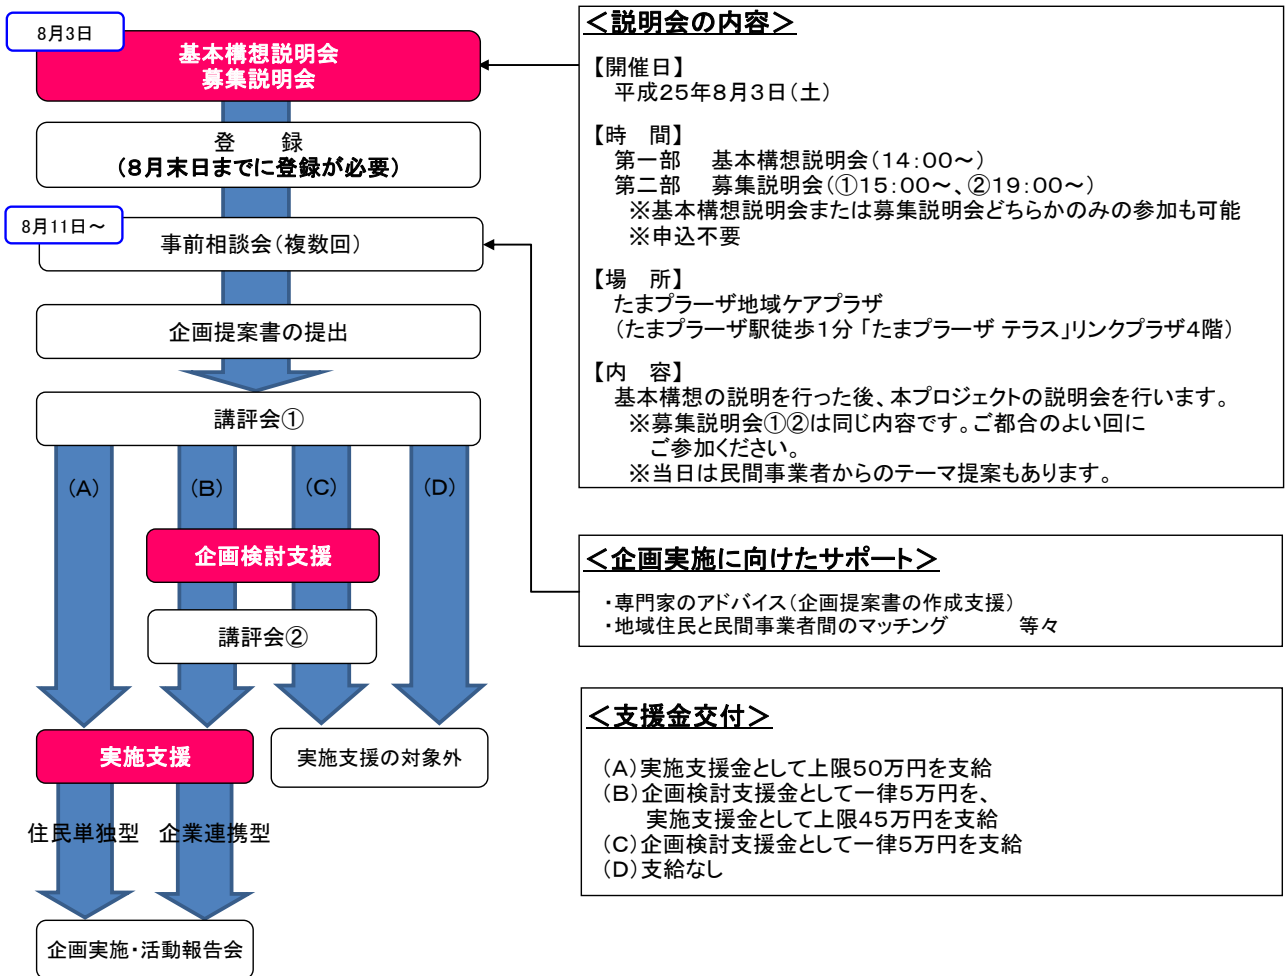 8月3日
基本構想説明会
募集説明会
登　　録
(8月末日までに登録が必要)
8月11日～
事前相談会(複数回)
企画提案書の提出
講評会①
(A)
(B)
(C)
(D)
企画検討支援
講評会②
実施支援
実施支援の対象外
住民単独型
企業連携型
企画実施・活動報告会
＜説明会の内容＞
【開催日】
平成25年8月3日(土)
【時　間】
第一部　基本構想説明会(14:00～)
第二部　募集説明会(①15:00～、②19:00～)
※基本構想説明会または募集説明会どちらかのみの参加も可能
※申込不要
【場　所】
たまプラーザ地域ケアプラザ
(たまプラーザ駅徒歩1分「たまプラーザ テラス」リンクプラザ4階)
【内　容】
基本構想の説明を行った後、本プロジェクトの説明会を行います。
※募集説明会①②は同じ内容です。ご都合のよい回に
ご参加ください。
※当日は民間事業者からのテーマ提案もあります。
＜企画実施に向けたサポート＞
・専門家のアドバイス(企画提案書の作成支援)
・地域住民と民間事業者間のマッチング　　　等々
＜支援金交付＞
(A)実施支援金として上限50万円を支給
(B)企画検討支援金として一律5万円を、
実施支援金として上限45万円を支給
(C)企画検討支援金として一律5万円を支給
(D)支給なし